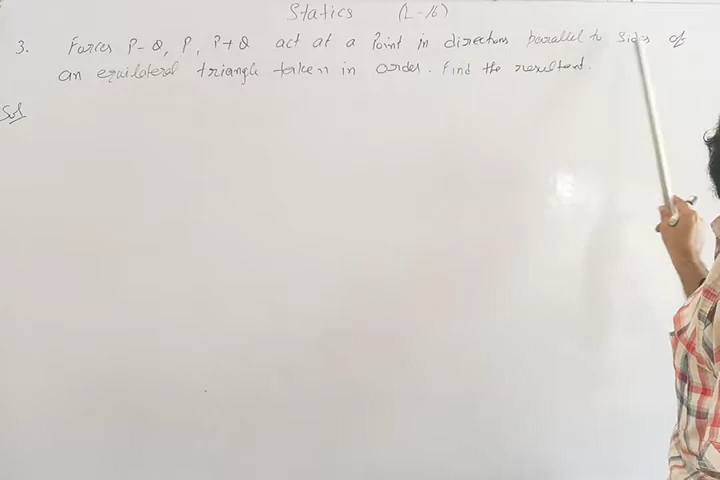 Statics (L-16)
3. Forces P-Q, P, P+Q act at a Point in directions parallel to sides of
an equilateral triangle taken in order. Find the resultant.
Sol